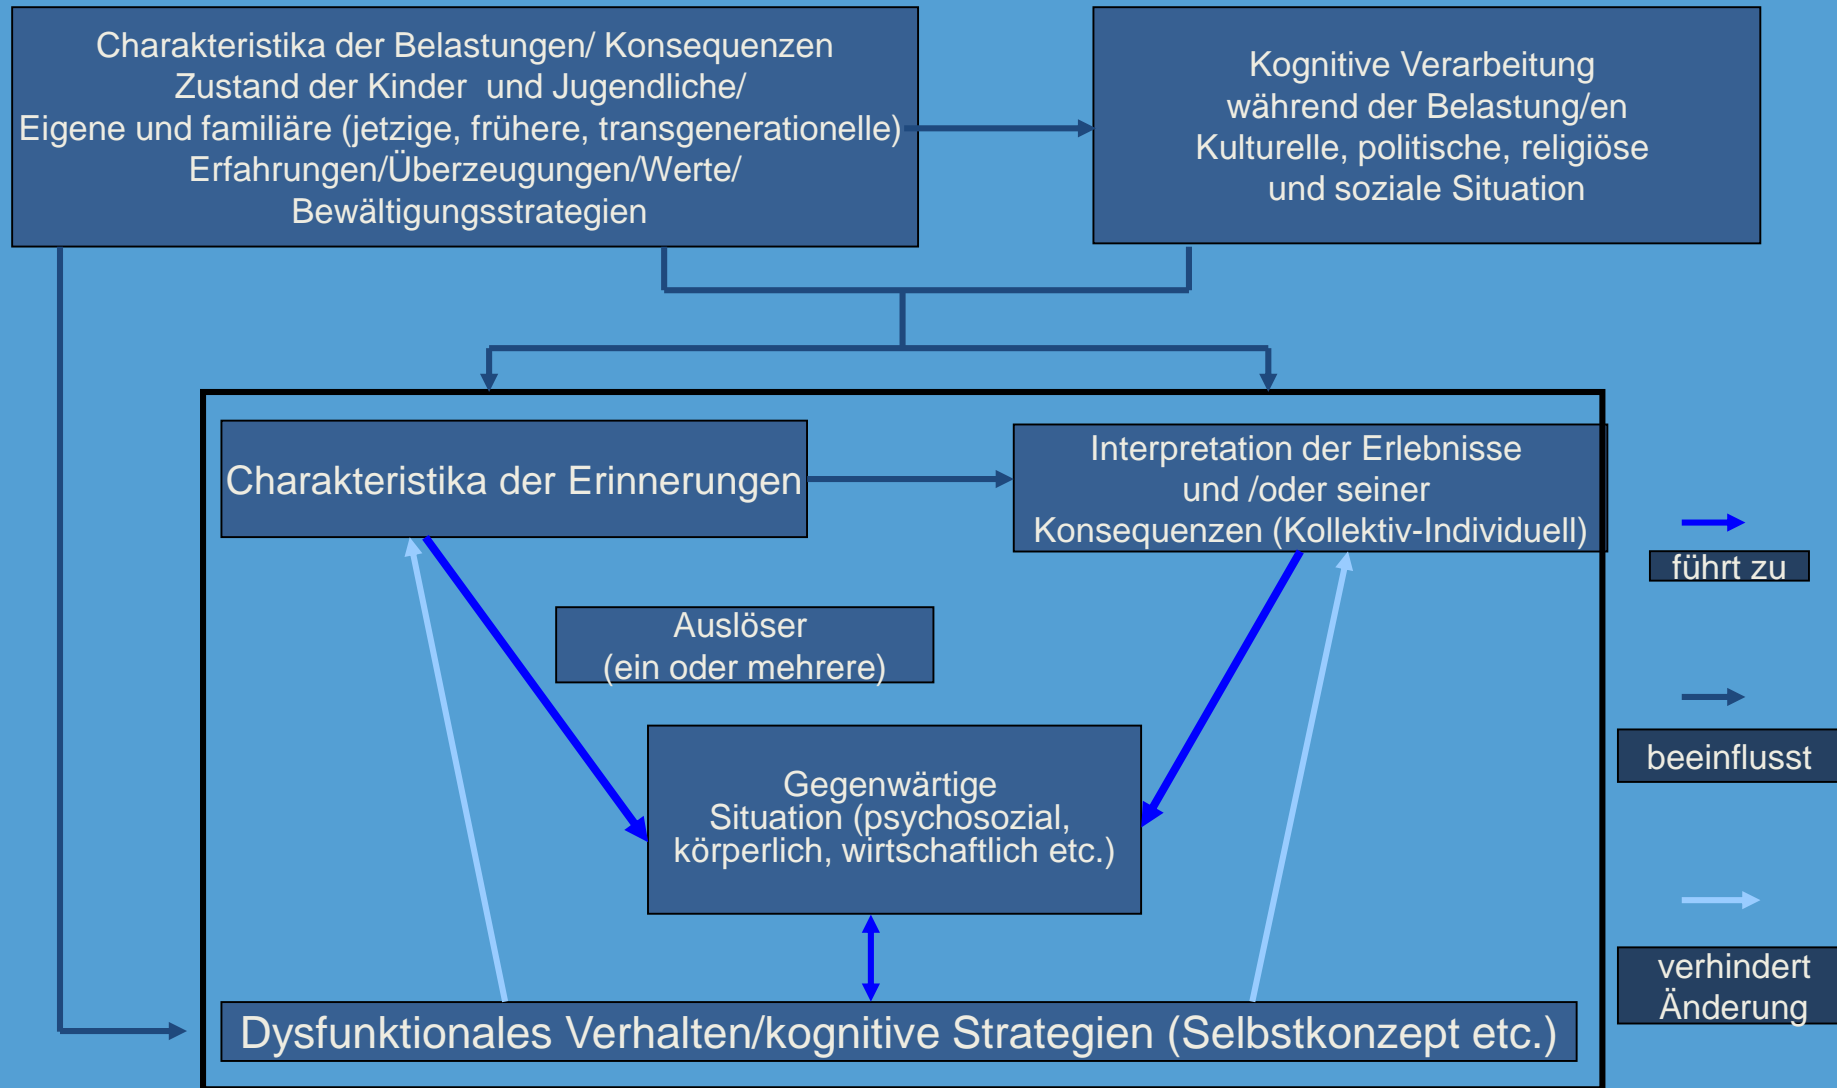 Charakteristika der Belastungen/ Konsequenzen
Zustand der Kinder und Jugendliche/
Eigene und familiäre (jetzige, frühere, transgenerationelle)
Erfahrungen/Überzeugungen/Werte/
Bewältigungsstrategien
Kognitive Verarbeitung
während der Belastung/en
Kulturelle, politische, religiöse
und soziale Situation
Charakteristika der Erinnerungen
Interpretation der Erlebnisse
und /oder seiner
Konsequenzen (Kollektiv-Individuell)
führt zu
Auslöser
(ein oder mehrere)
beeinflusst
Gegenwärtige
Situation (psychosozial,
körperlich, wirtschaftlich etc.)
verhindert
Änderung
Dysfunktionales Verhalten/kognitive Strategien (Selbstkonzept etc.)